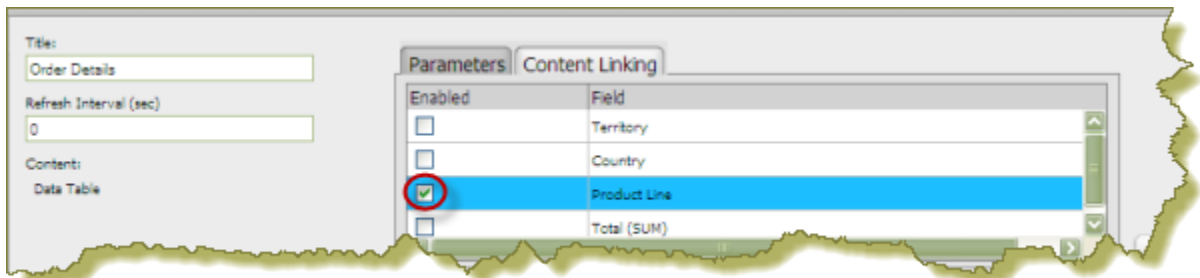 Title:
Order Details
Refresh Interval (sec)
0
Content:
Data Table
Parameters Content Linking
Enabled Field
Territory
Country
Product Line
Total (SUM)